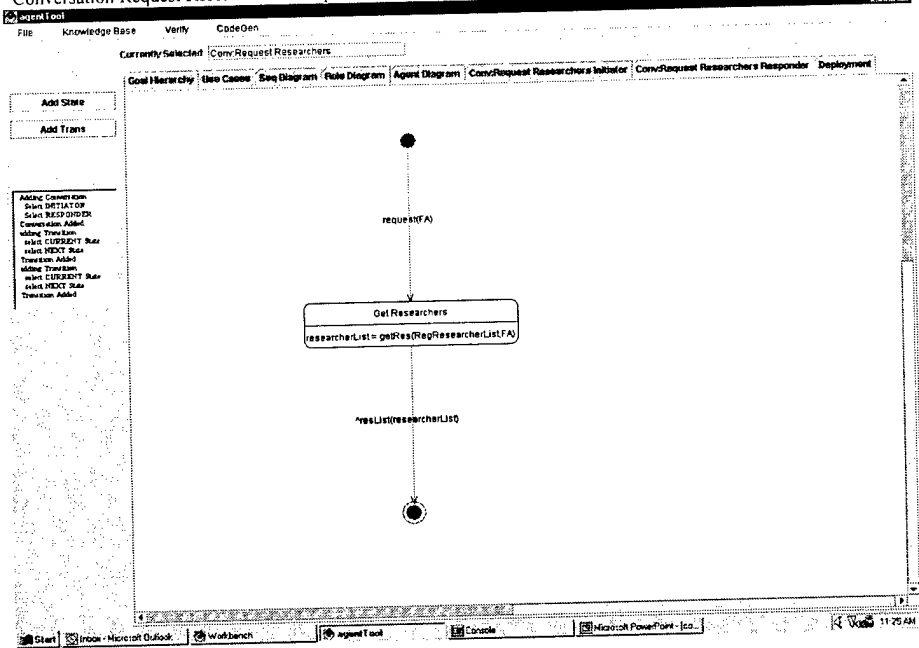 Conversation Request
agentTool
File Knowledge Base Verify CodeGen
Currently Selected Conv:Request Researchers
Goal Hierarchy Use Cases Seq Diagram Role Diagram Agent Diagram Conv:Request Researchers Initiator Conv:Request Researchers Responder Deployment
Add State
Add Trans
Adding Conversation
Select INITIATOR
Select RESPONDER
Conversation Added
adding Transition
select CURRENT State
select NEXT State
Transition Added
adding Transition
select CURRENT State
select NEXT State
Transition Added
request(FA)
Get Researchers
researcherList = getRes(RegResearcherList,FA)
^resList(researcherList)
Start Inbox - Microsoft Outlook Workbench agentTool Console Microsoft PowerPoint - [co... 11:25 AM